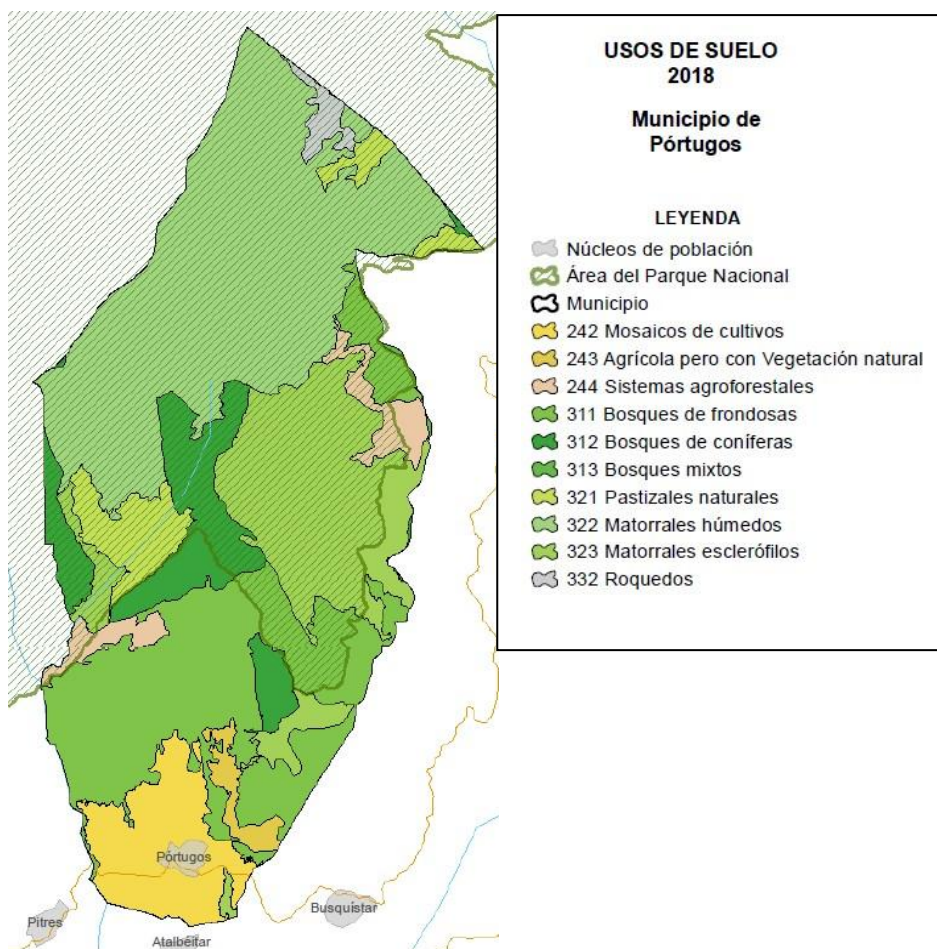 USOS DE SUELO
2018
Municipio de
Pórtugos
LEYENDA
Núcleos de población
Área del Parque Nacional
Municipio
242 Mosaicos de cultivos
243 Agrícola pero con Vegetación natural
244 Sistemas agroforestales
311 Bosques de frondosas
312 Bosques de coníferas
313 Bosques mixtos
321 Pastizales naturales
322 Matorrales húmedos
323 Matorrales esclerófilos
332 Roquedos
Pórtugos
Pitres
Busquístar
Atalbéitar